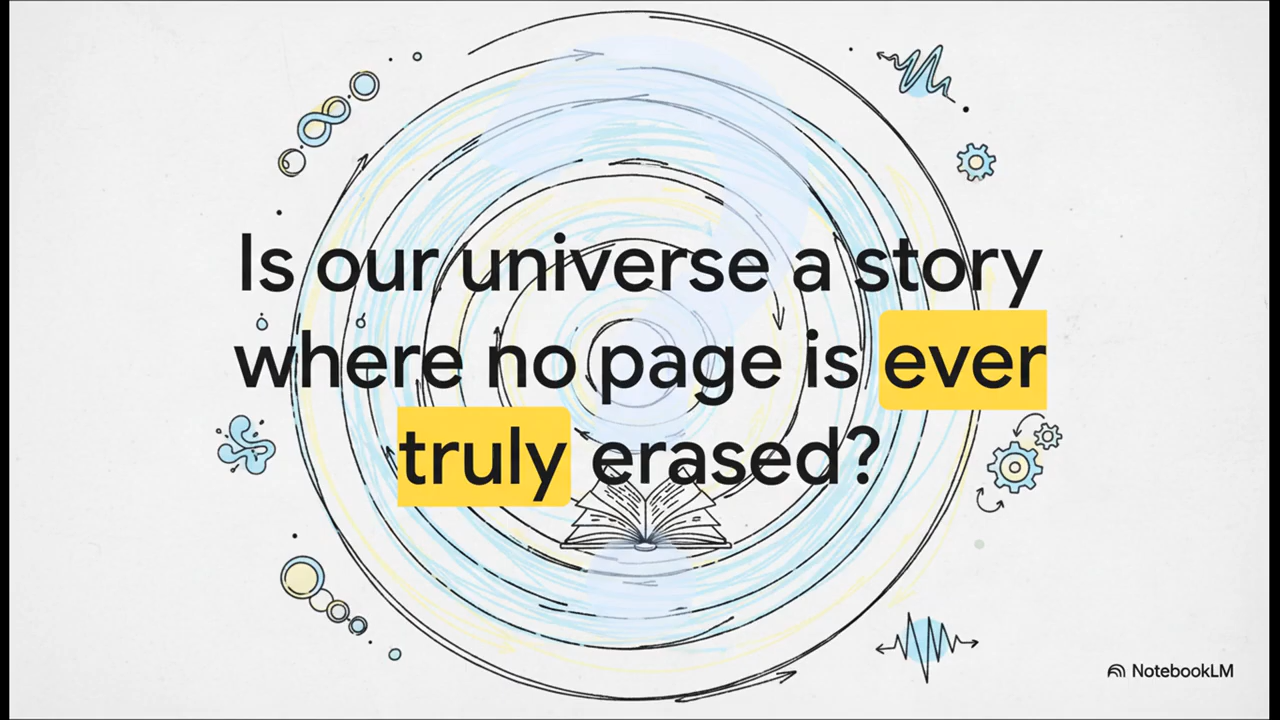 Is our universe a story
where no page is ever
truly erased?
NotebookLM